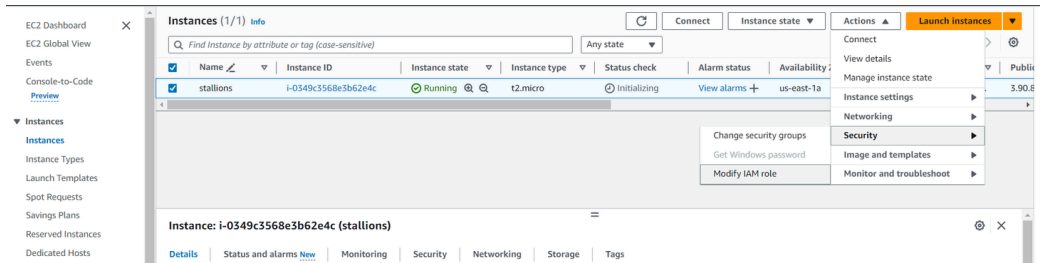 EC2 Dashboard
EC2 Global View
Events
Console-to-Code
Preview
Instances
Instances
Instance Types
Launch Templates
Spot Requests
Savings Plans
Reserved Instances
Dedicated Hosts
Instances (1/1) Info
Connect
Instance state
Actions
Launch instances
Find Instance by attribute or tag (case-sensitive)
Any state
Name
Instance ID
Instance state
Instance type
Status check
Alarm status
Availability
Public
stallions
i-0349c3568e3b62e4c
Running
t2.micro
Initializing
View alarms +
us-east-1a
3.90.8
Connect
View details
Manage instance state
Instance settings
Networking
Security
Image and templates
Monitor and troubleshoot
Change security groups
Get Windows password
Modify IAM role
Instance: i-0349c3568e3b62e4c (stallions)
Details
Status and alarms New
Monitoring
Security
Networking
Storage
Tags